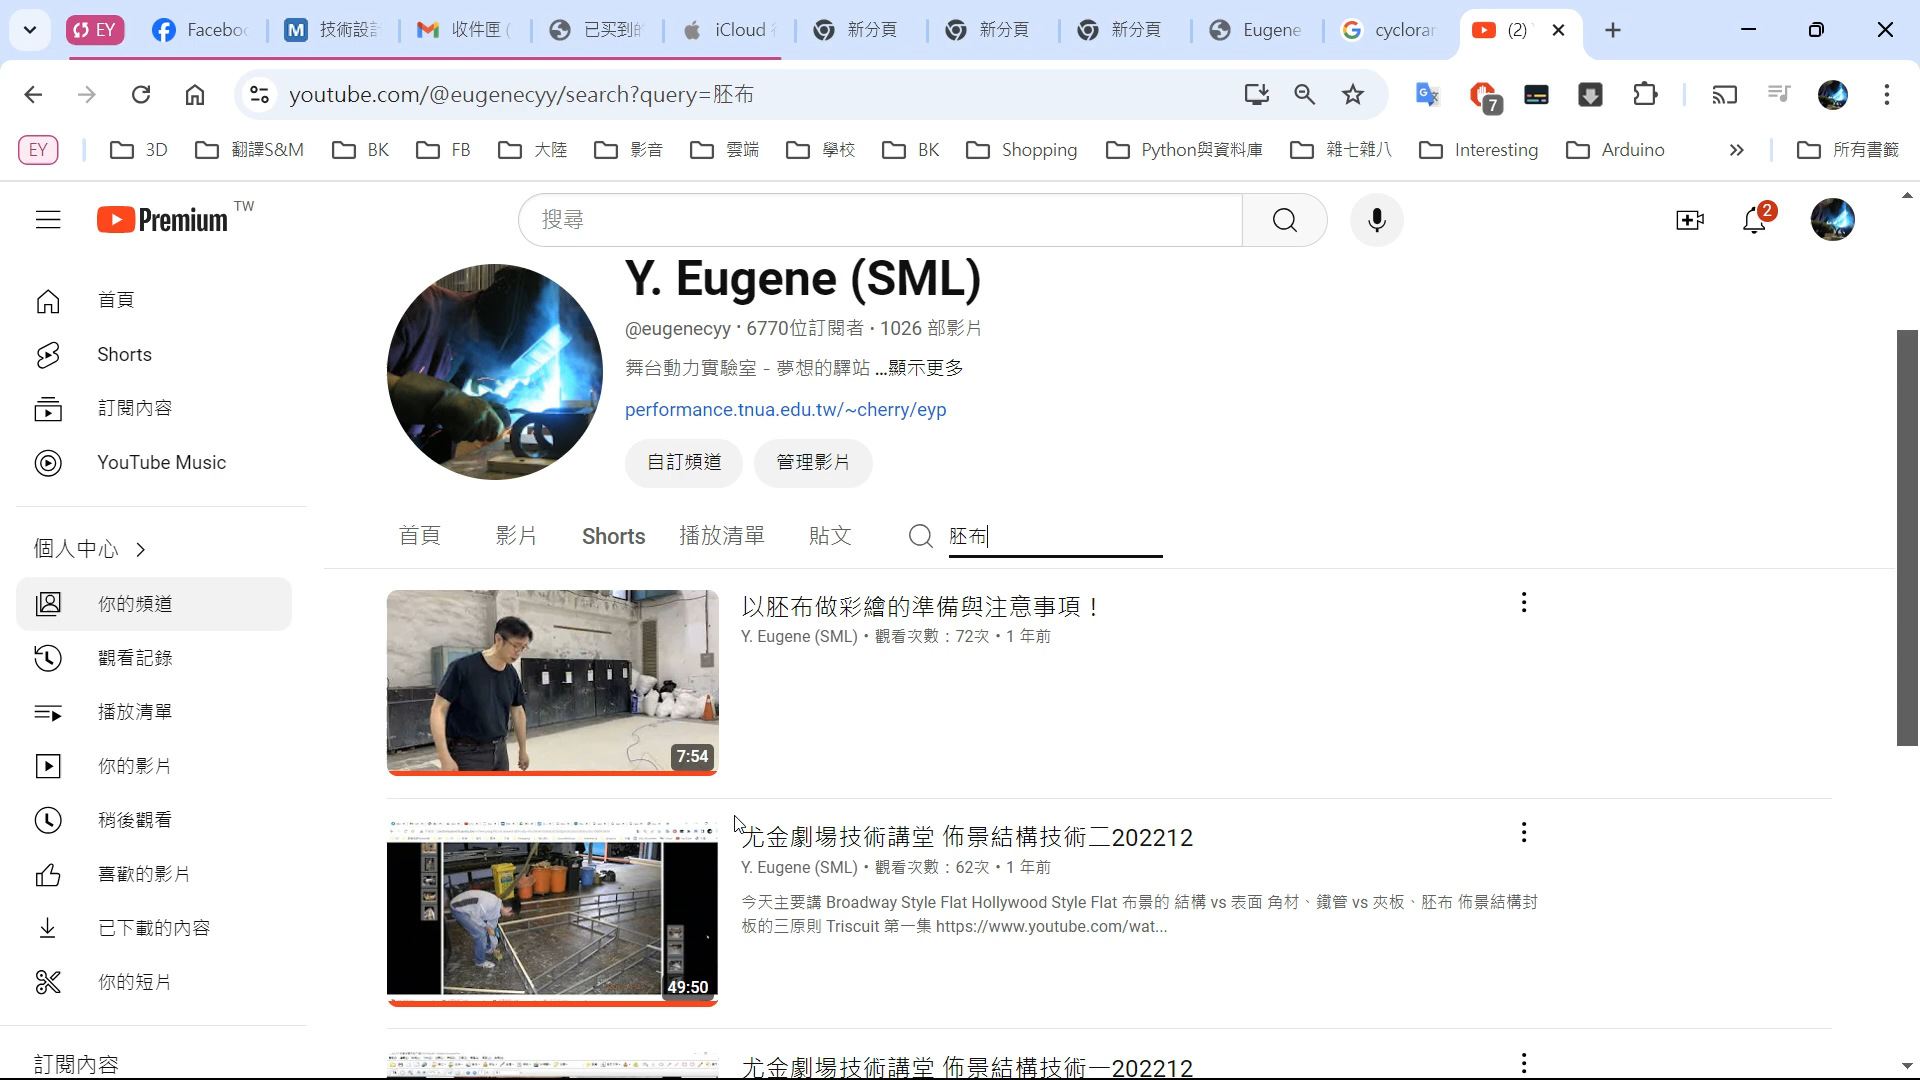 EY
Facebo
技術設
收件匣 (
已买到
iCloud
新分頁
新分頁
新分頁
Eugene
cyclorar
(2)
youtube.com/@eugenecyy/search?query=胚布
7
EY
3D
翻譯S&M
BK
FB
大陸
影音
雲端
學校
BK
Shopping
Python與資料庫
雜七雜八
Interesting
Arduino
所有書籤
Premium TW
搜尋
2
首頁
Shorts
訂閱內容
YouTube Music
個人中心
你的頻道
觀看記錄
播放清單
你的影片
稍後觀看
喜歡的影片
已下載的內容
你的短片
訂閱內容
Y. Eugene (SML)
@eugenecyy・6770位訂閱者・1026 部影片
舞台動力實驗室 - 夢想的驛站 ...顯示更多
performance.tnua.edu.tw/~cherry/eyp
自訂頻道
管理影片
首頁
影片
Shorts
播放清單
貼文
胚布
7:54
以胚布做彩繪的準備與注意事項！
Y. Eugene (SML)・觀看次數：72次・1 年前
49:50
尤金劇場技術講堂 佈景結構技術二202212
Y. Eugene (SML)・觀看次數：62次・1 年前
今天主要講 Broadway Style Flat Hollywood Style Flat 布景的 結構 vs 表面 角材、鐵管 vs 夾板、胚布 佈景結構封
板的三原則 Triscuit 第一集 https://www.youtube.com/wat...
尤金劇場技術講堂 佈景結構技術一202212